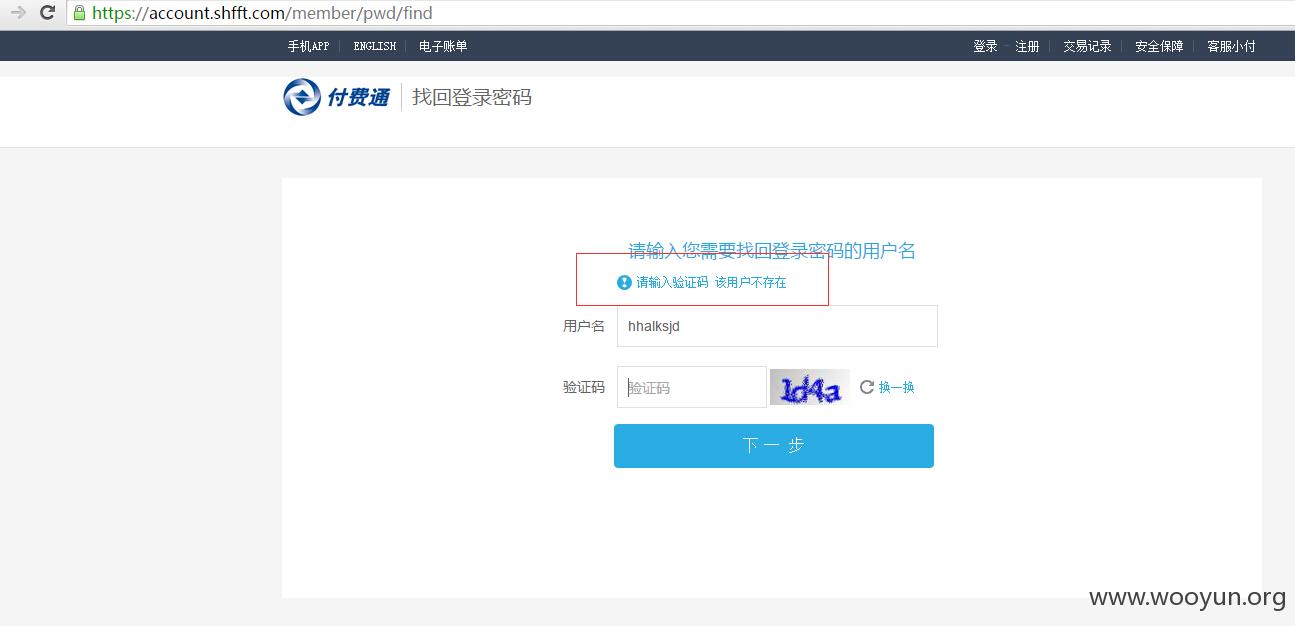 https://account.shfft.com/member/pwd/find
手机APP ENGLISH 电子账单 登录 注册 交易记录 安全保障 客服小付
付费通 找回登录密码
请输入您需要找回登录密码的用户名
请输入验证码 该用户不存在
用户名 hhalksjd
验证码 验证码 1d4a 换一换
下一步
www.wooyun.org